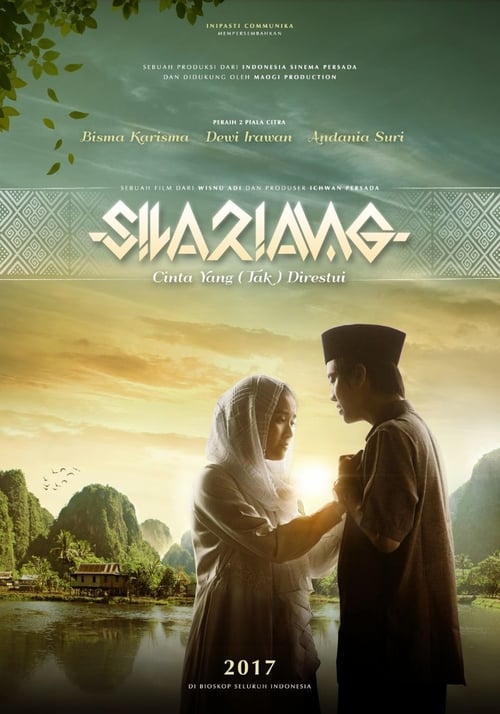 INIPASTI COMMUNIKA
MEMPERSEMBAHKAN
SEBUAH PRODUKSI DARI INDONESIA SINEMA PERSADA
DAN DIDUKUNG OLEH MAOGI PRODUCTION
PERAIH 2 PIALA CITRA
Bisma Karisma Dewi Irawan Andania Suri
SEBUAH FILM DARI WISNU ADI DAN PRODUSER ICHWAN PERSADA
SILARIANG
Cinta Yang (Tak) Direstui
2017
DI BIOSKOP SELURUH INDONESIA